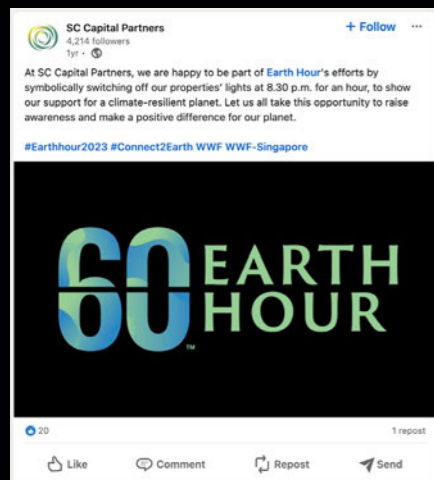 SC Capital Partners
+ Follow ···
4,214 followers
1yr ·
At SC Capital Partners, we are happy to be part of Earth Hour's efforts by
symbolically switching off our properties' lights at 8.30 p.m. for an hour, to show
our support for a climate-resilient planet. Let us all take this opportunity to raise
awareness and make a positive difference for our planet.
#Earthhour2023 #Connect2Earth WWF WWF-Singapore
60 EARTH
HOUR
™
20
1 repost
Like Comment Repost Send